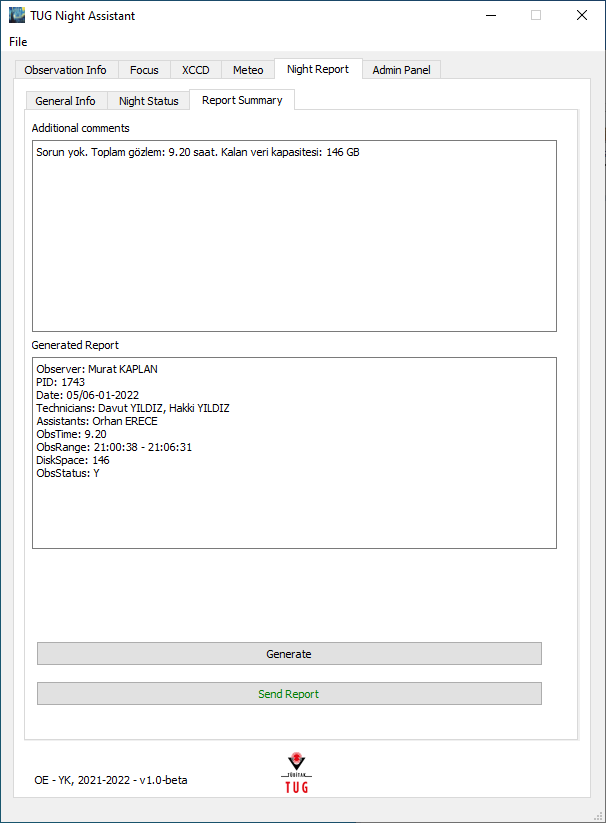 TUG Night Assistant
File
Observation Info Focus XCCD Meteo Night Report Admin Panel
General Info Night Status Report Summary
Additional comments
Sorun yok. Toplam gözlem: 9.20 saat. Kalan veri kapasitesi: 146 GB
Generated Report
Observer: Murat KAPLAN
PID: 1743
Date: 05/06-01-2022
Technicians: Davut YILDIZ, Hakki YILDIZ
Assistants: Orhan ERECE
ObsTime: 9.20
ObsRange: 21:00:38 - 21:06:31
DiskSpace: 146
ObsStatus: Y
Generate
Send Report
OE - YK, 2021-2022 - v1.0-beta
TÜBİTAK
TUG